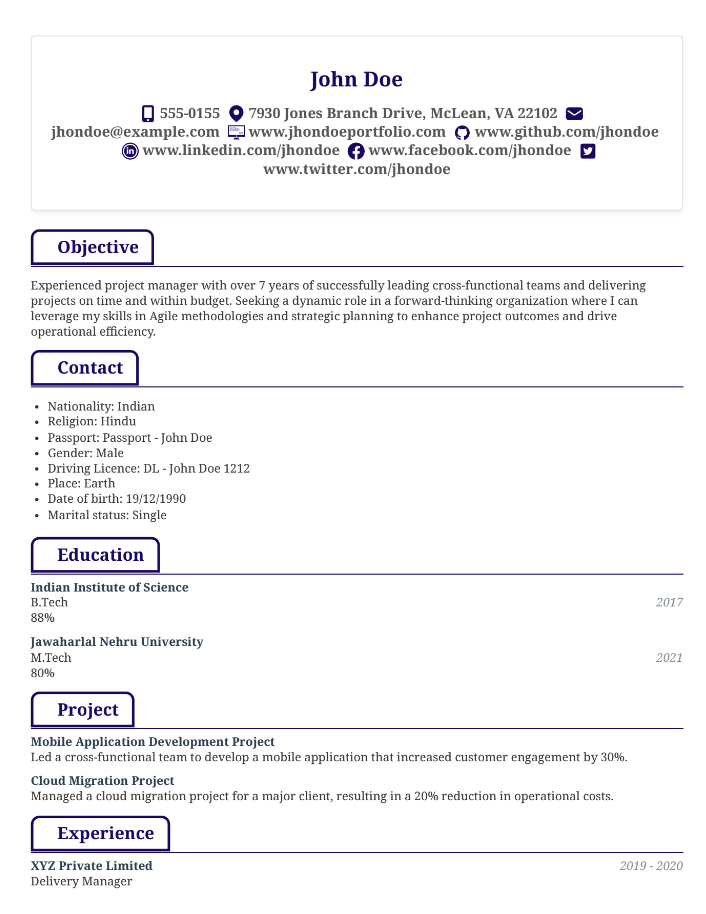 John Doe
555-0155 7930 Jones Branch Drive, McLean, VA 22102
jhondoe@example.com www.jhondoeportfolio.com www.github.com/jhondoe
www.linkedin.com/jhondoe www.facebook.com/jhondoe
www.twitter.com/jhondoe
Objective
Experienced project manager with over 7 years of successfully leading cross-functional teams and delivering
projects on time and within budget. Seeking a dynamic role in a forward-thinking organization where I can
leverage my skills in Agile methodologies and strategic planning to enhance project outcomes and drive
operational efficiency.
Contact
• Nationality: Indian
• Religion: Hindu
• Passport: Passport - John Doe
• Gender: Male
• Driving Licence: DL - John Doe 1212
• Place: Earth
• Date of birth: 19/12/1990
• Marital status: Single
Education
Indian Institute of Science
B.Tech 2017
88%
Jawaharlal Nehru University
M.Tech 2021
80%
Project
Mobile Application Development Project
Led a cross-functional team to develop a mobile application that increased customer engagement by 30%.
Cloud Migration Project
Managed a cloud migration project for a major client, resulting in a 20% reduction in operational costs.
Experience
XYZ Private Limited 2019 - 2020
Delivery Manager